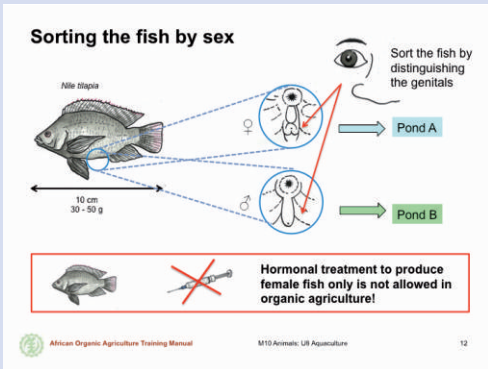 Sorting the fish by sex
Nile tilapia
Sort the fish by
distinguishing
the genitals
♀
Pond A
10 cm
30 - 50 g
♂
Pond B
Hormonal treatment to produce
female fish only is not allowed in
organic agriculture!
African Organic Agriculture Training Manual
M10 Animals: U9 Aquaculture
12